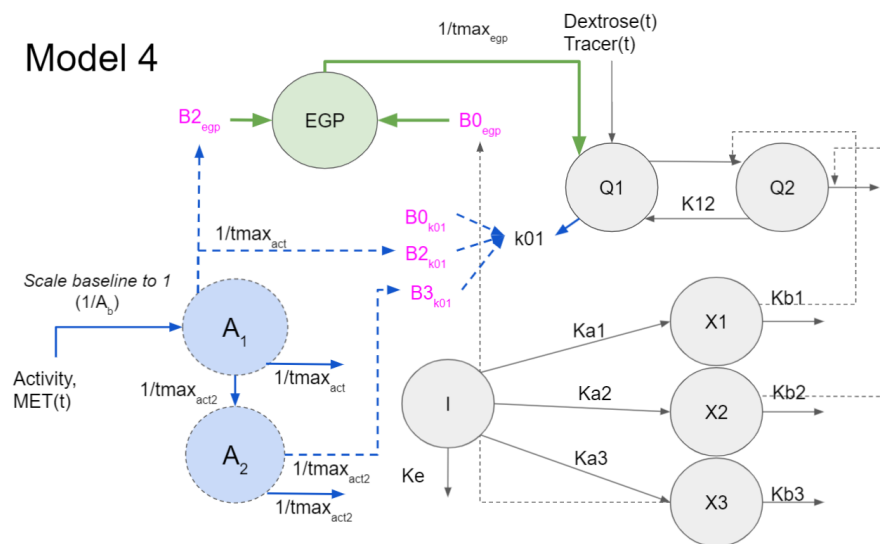 Model 4
1/tmax_egp
Dextrose(t)
Tracer(t)
B2_egp
EGP
B0_egp
Q1
Q2
K12
B0_k01
1/tmax_act
B2_k01
k01
B3_k01
Scale baseline to 1
(1/A_b)
A_1
Activity,
MET(t)
1/tmax_act
1/tmax_act2
A_2
1/tmax_act2
1/tmax_act2
I
Ke
Ka1
Ka2
Ka3
X1
X2
X3
Kb1
Kb2
Kb3